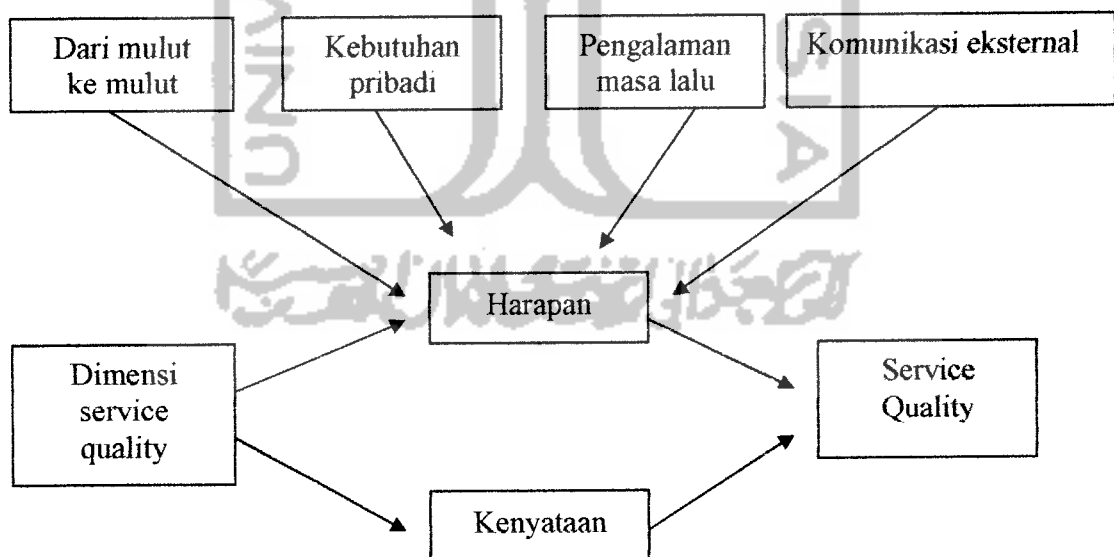 Dari mulut
ke mulut
Kebutuhan
pribadi
Pengalaman
masa lalu
Komunikasi eksternal
Harapan
Dimensi
service
quality
Service
Quality
Kenyataan